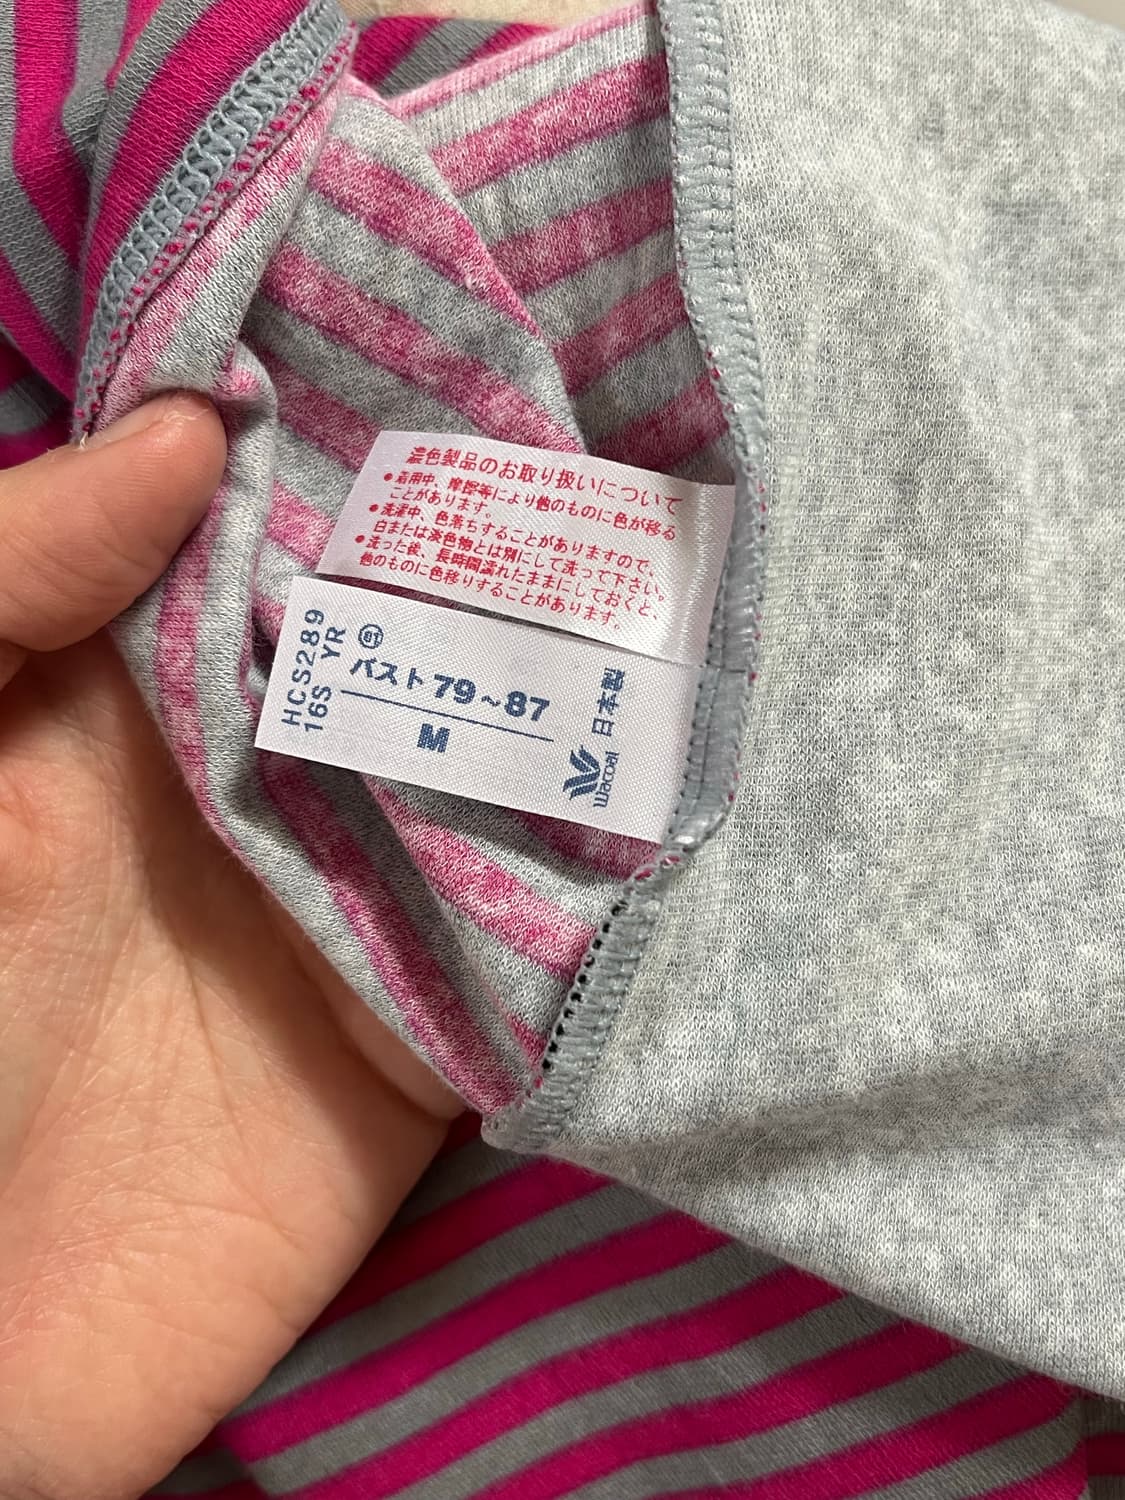 濃色製品のお取り扱いについて
●着用中、摩擦等により他のものに色が移る
ことがあります。
●洗濯中、色落ちすることがありますので、
白または淡色物とは別にして洗って下さい。
●洗った後、長時間濡れたままにしておくと、
他のものに色移りすることがあります。
HCS289
16S YR
61
バスト 79~87
M
日本製
Wacoal